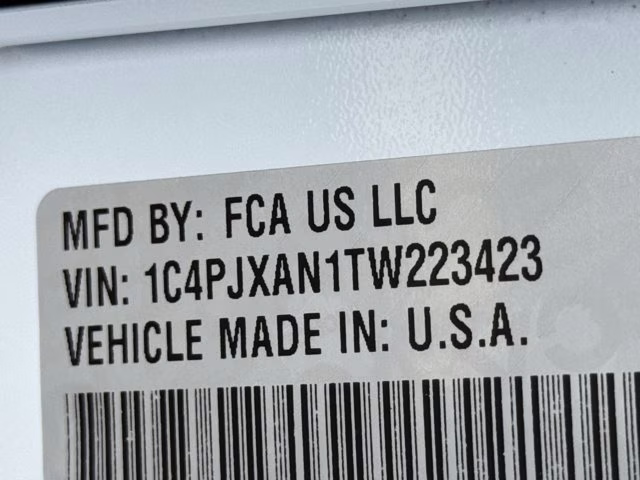 MFD BY: FCA US LLC
VIN: 1C4PJXAN1TW223423
VEHICLE MADE IN: U.S.A.